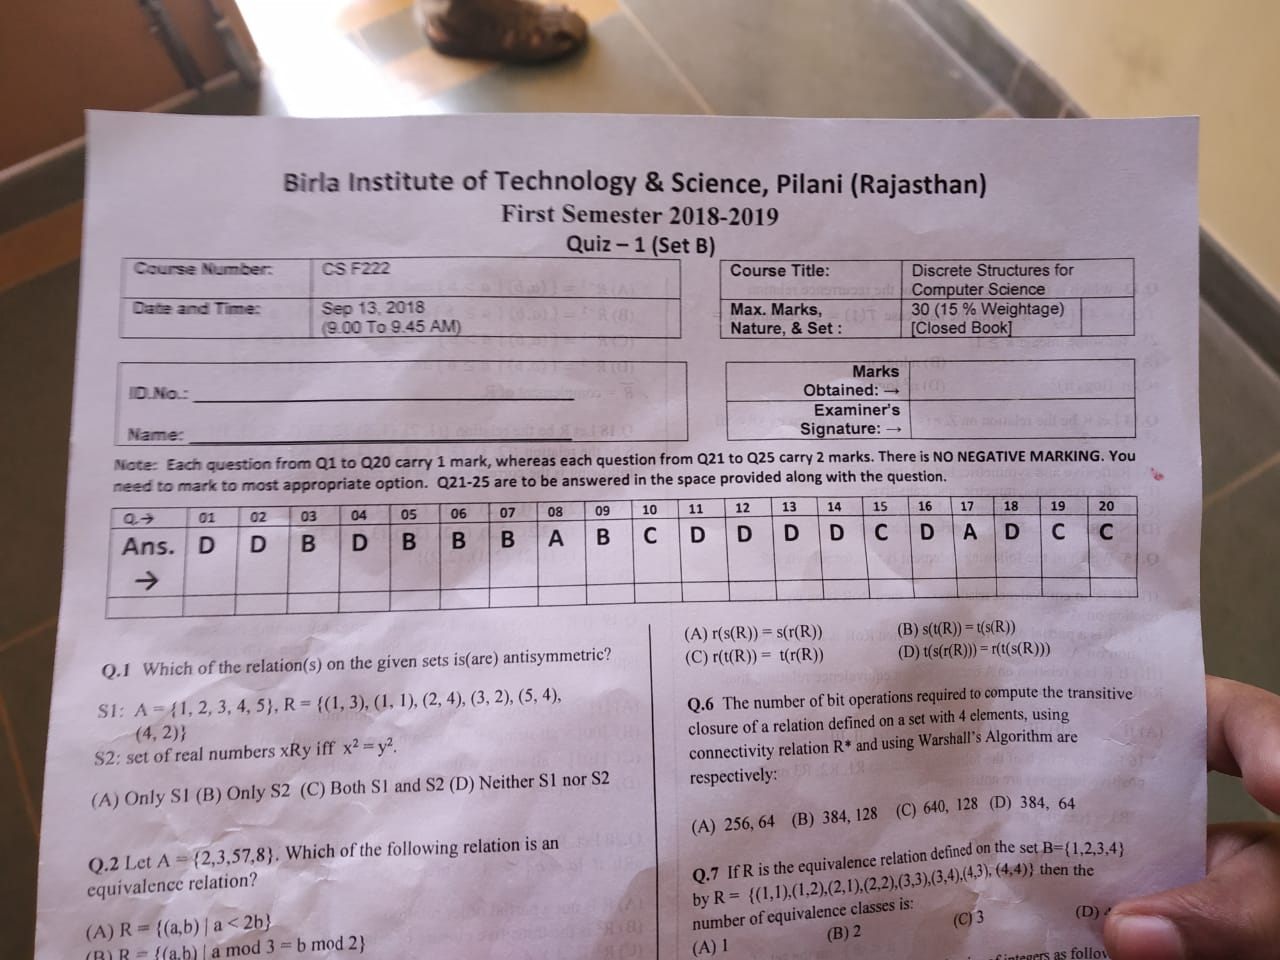 Birla Institute of Technology & Science, Pilani (Rajasthan)
First Semester 2018-2019
Quiz – 1 (Set B)
Course Number: CS F222
Date and Time: Sep 13, 2018
(9.00 To 9.45 AM)
Course Title: Discrete Structures for
Computer Science
Max. Marks, 30 (15 % Weightage)
Nature, & Set : [Closed Book]
ID.No.:
Name:
Marks
Obtained: →
Examiner's
Signature: →
Note: Each question from Q1 to Q20 carry 1 mark, whereas each question from Q21 to Q25 carry 2 marks. There is NO NEGATIVE MARKING. You
need to mark to most appropriate option. Q21-25 are to be answered in the space provided along with the question.
Q.→ 01 02 03 04 05 06 07 08 09 10 11 12 13 14 15 16 17 18 19 20
Ans. D D B D B B B A B C D D D D C D A D C C
→
Q.1 Which of the relation(s) on the given sets is(are) antisymmetric?
S1: A = {1, 2, 3, 4, 5}, R = {(1, 3), (1, 1), (2, 4), (3, 2), (5, 4),
(4, 2)}
S2: set of real numbers xRy iff x² = y².
(A) Only S1 (B) Only S2 (C) Both S1 and S2 (D) Neither S1 nor S2
Q.2 Let A = {2,3,57,8}. Which of the following relation is an
equivalence relation?
(A) R = {(a,b) | a < 2b}
(B) R = {(a,b) | a mod 3 = b mod 2}
(A) r(s(R)) = s(r(R)) (B) s(t(R)) = t(s(R))
(C) r(t(R)) = t(r(R)) (D) t(s(r(R))) = r(t(s(R)))
Q.6 The number of bit operations required to compute the transitive
closure of a relation defined on a set with 4 elements, using
connectivity relation R* and using Warshall's Algorithm are
respectively:
(A) 256, 64 (B) 384, 128 (C) 640, 128 (D) 384, 64
Q.7 If R is the equivalence relation defined on the set B={1,2,3,4}
by R = {(1,1),(1,2),(2,1),(2,2),(3,3),(3,4),(4,3), (4,4)} then the
number of equivalence classes is:
(A) 1 (B) 2 (C) 3 (D)
of integers as